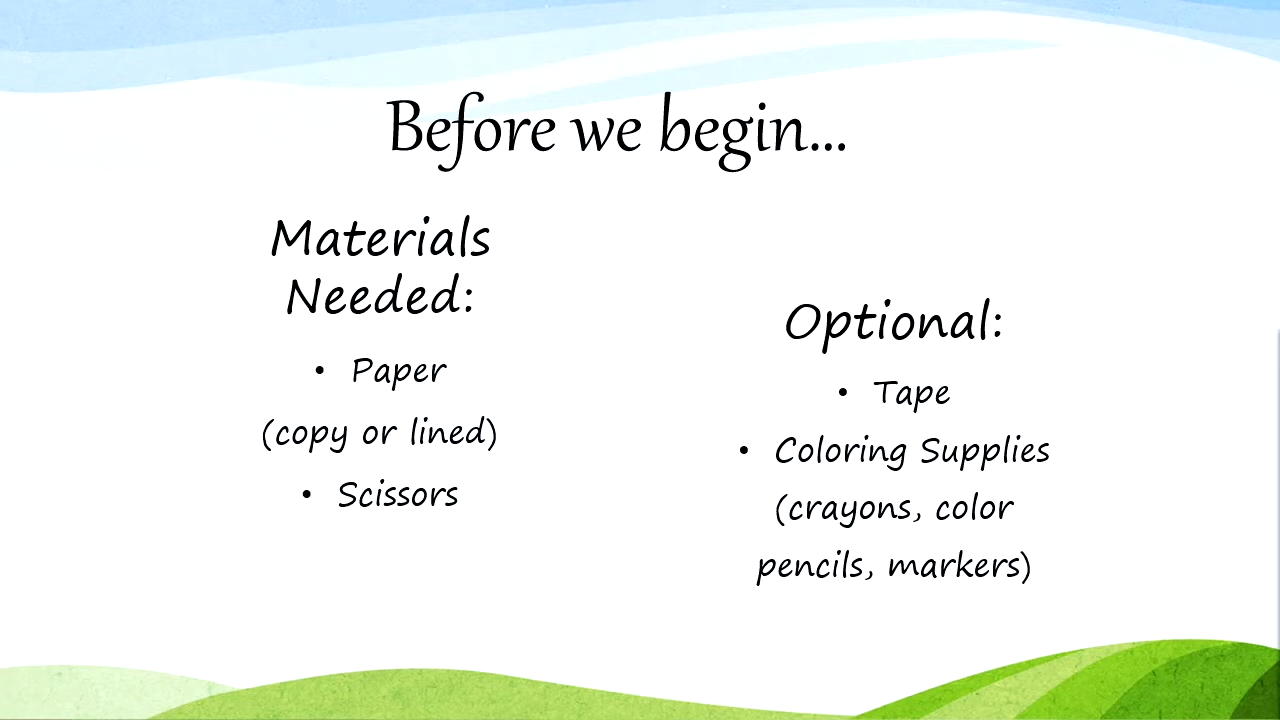 Before we begin...
Materials
Needed:
• Paper
(copy or lined)
• Scissors
Optional:
• Tape
• Coloring Supplies
(crayons, color
pencils, markers)